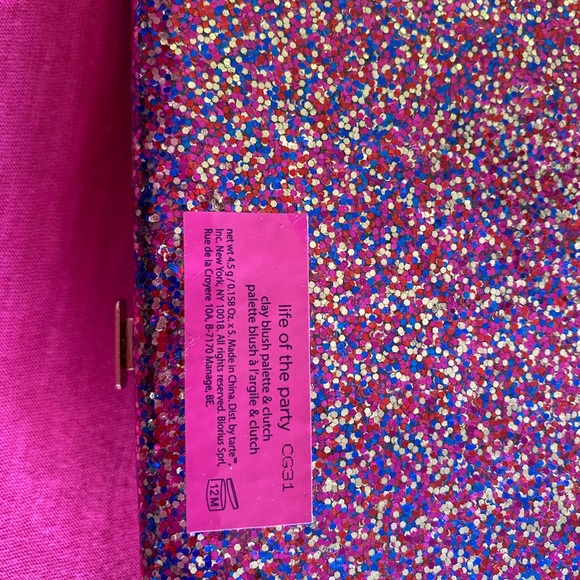 life of the party CG31
clay blush palette & clutch
palette blush à l'argile & clutch
net wt 4.5 g / 0.158 Oz. x 5. Made in China. Dist. by tarte™,
Inc. New York, NY 10018. All rights reserved. Bionus Sprl,
Rue de la Croyere 10A, B-7170 Manage, BE.
12M